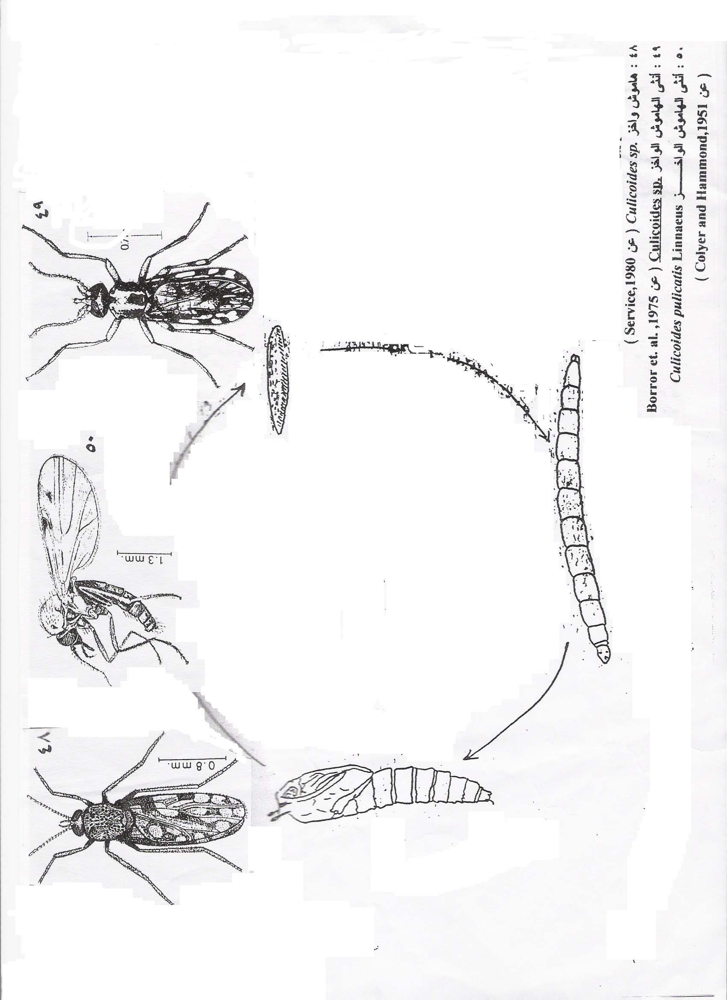 ٤٩
٥٠
1.3 mm.
٤٨
0.8 mm.
٤٨ : هاموش واخز Culicoides sp. ( عن Service,1980 )
٤٩ : أنثى الهاموش الواخز Culicoides sp. ( عن Borror et. al. ,1975
٥٠ : أنثى الهاموش الواخـــــز Culicoides pulicatis Linnaeus
( عن Colyer and Hammond,1951 )